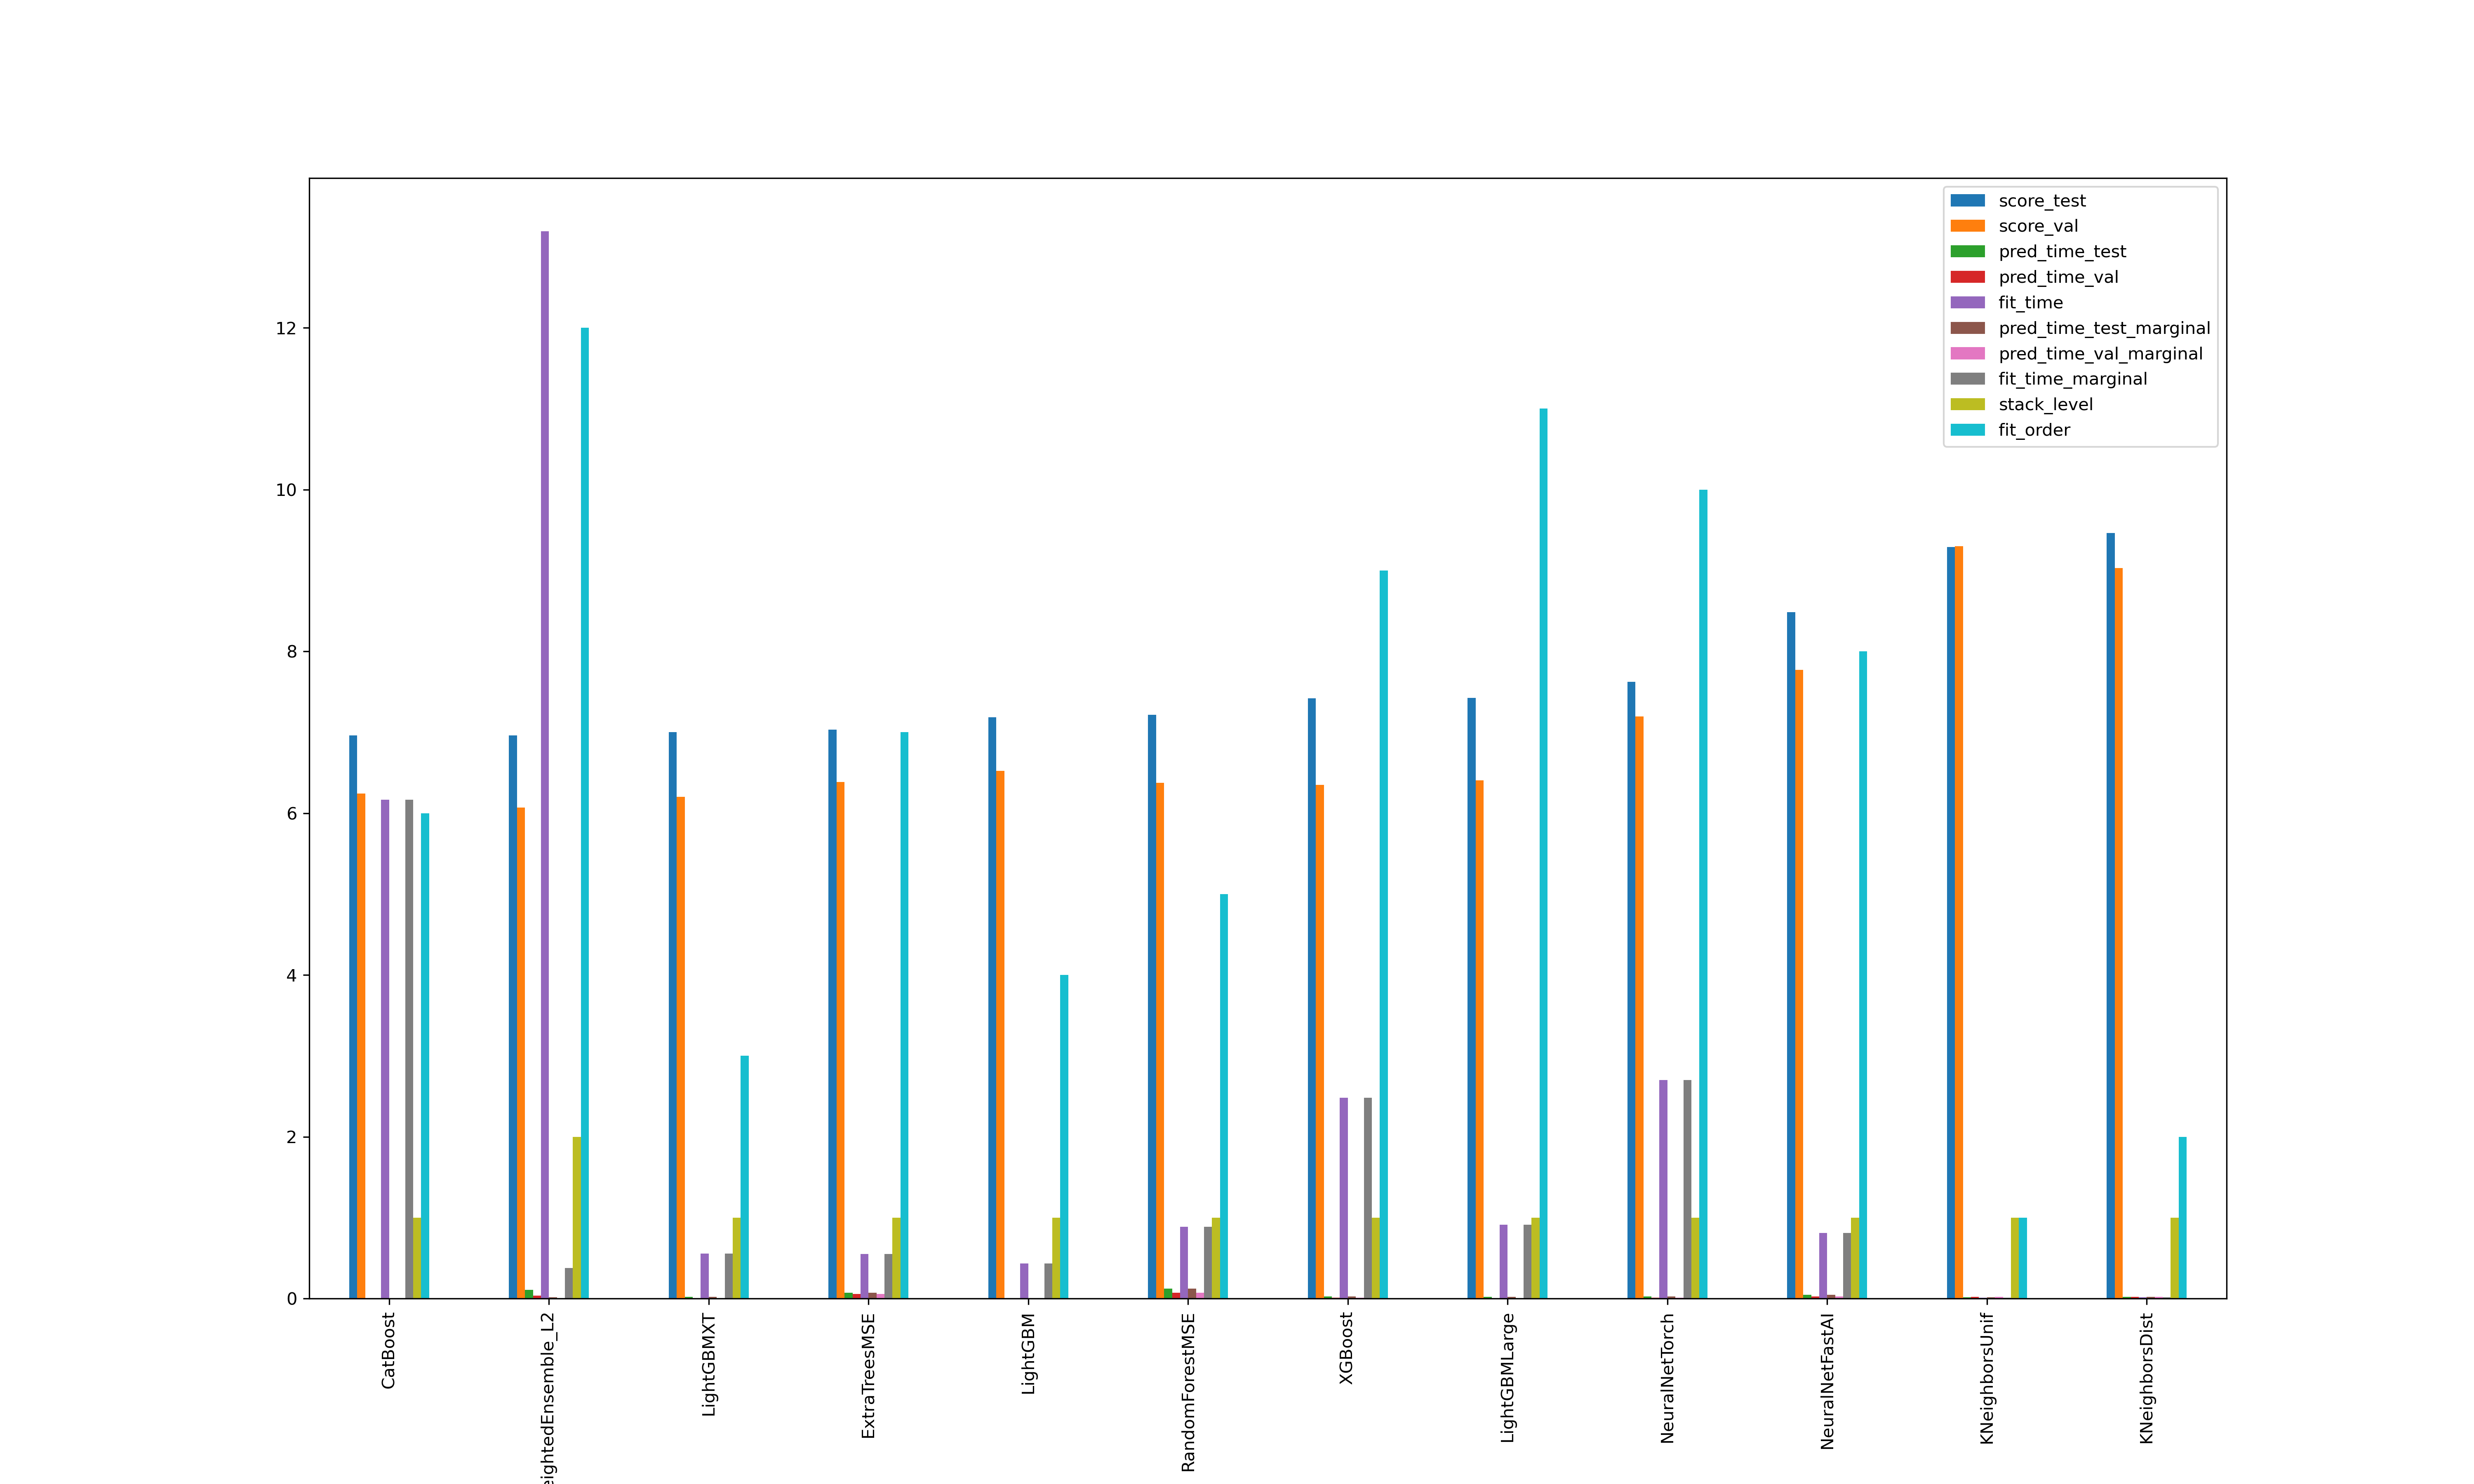 score_test
score_val
pred_time_test
pred_time_val
fit_time
pred_time_test_marginal
pred_time_val_marginal
fit_time_marginal
stack_level
fit_order
12
10
8
6
4
2
0
CatBoost
eightedEnsemble_L2
LightGBMXT
ExtraTreesMSE
LightGBM
RandomForestMSE
XGBoost
LightGBMLarge
NeuralNetTorch
NeuralNetFastAI
KNeighborsUnif
KNeighborsDist